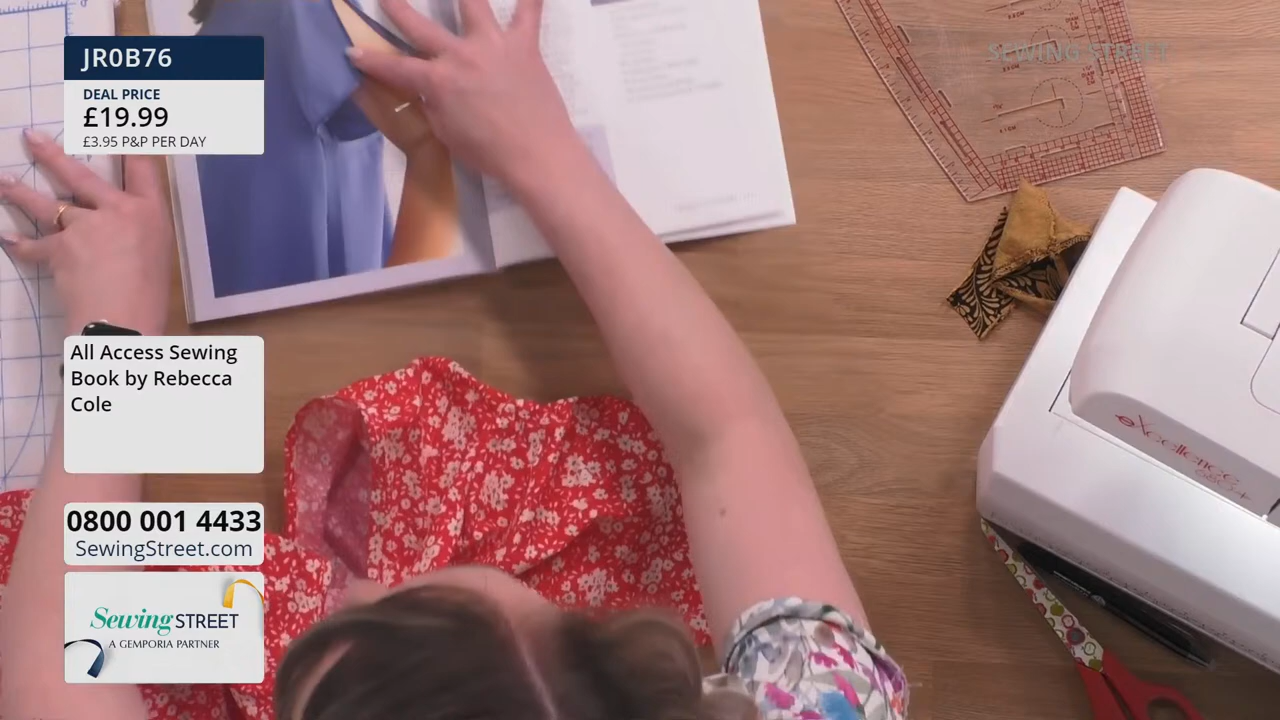 JR0B76
DEAL PRICE
£19.99
£3.95 P&P PER DAY
SEWING STREET
All Access Sewing
Book by Rebecca
Cole
eXcellence
0800 001 4433
SewingStreet.com
Sewing STREET
A GEMPORIA PARTNER